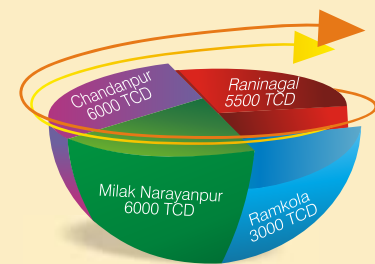 Chandanpur
6000 TCD
Raninagal
5500 TCD
Milak Narayanpur
6000 TCD
Ramkola
3000 TCD